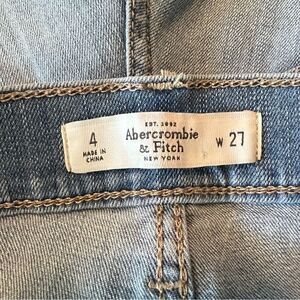 EST. 1892
4 Abercrombie W 27
MADE IN & Fitch
CHINA NEW YORK